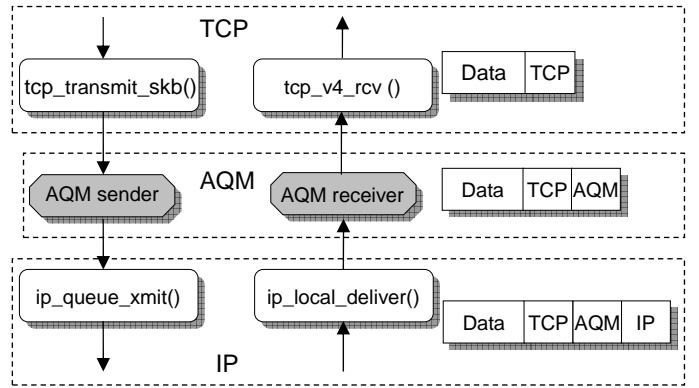 TCP
tcp_transmit_skb()
tcp_v4_rcv ()
Data TCP
AQM sender
AQM
AQM receiver
Data TCP AQM
ip_queue_xmit()
ip_local_deliver()
Data TCP AQM IP
IP